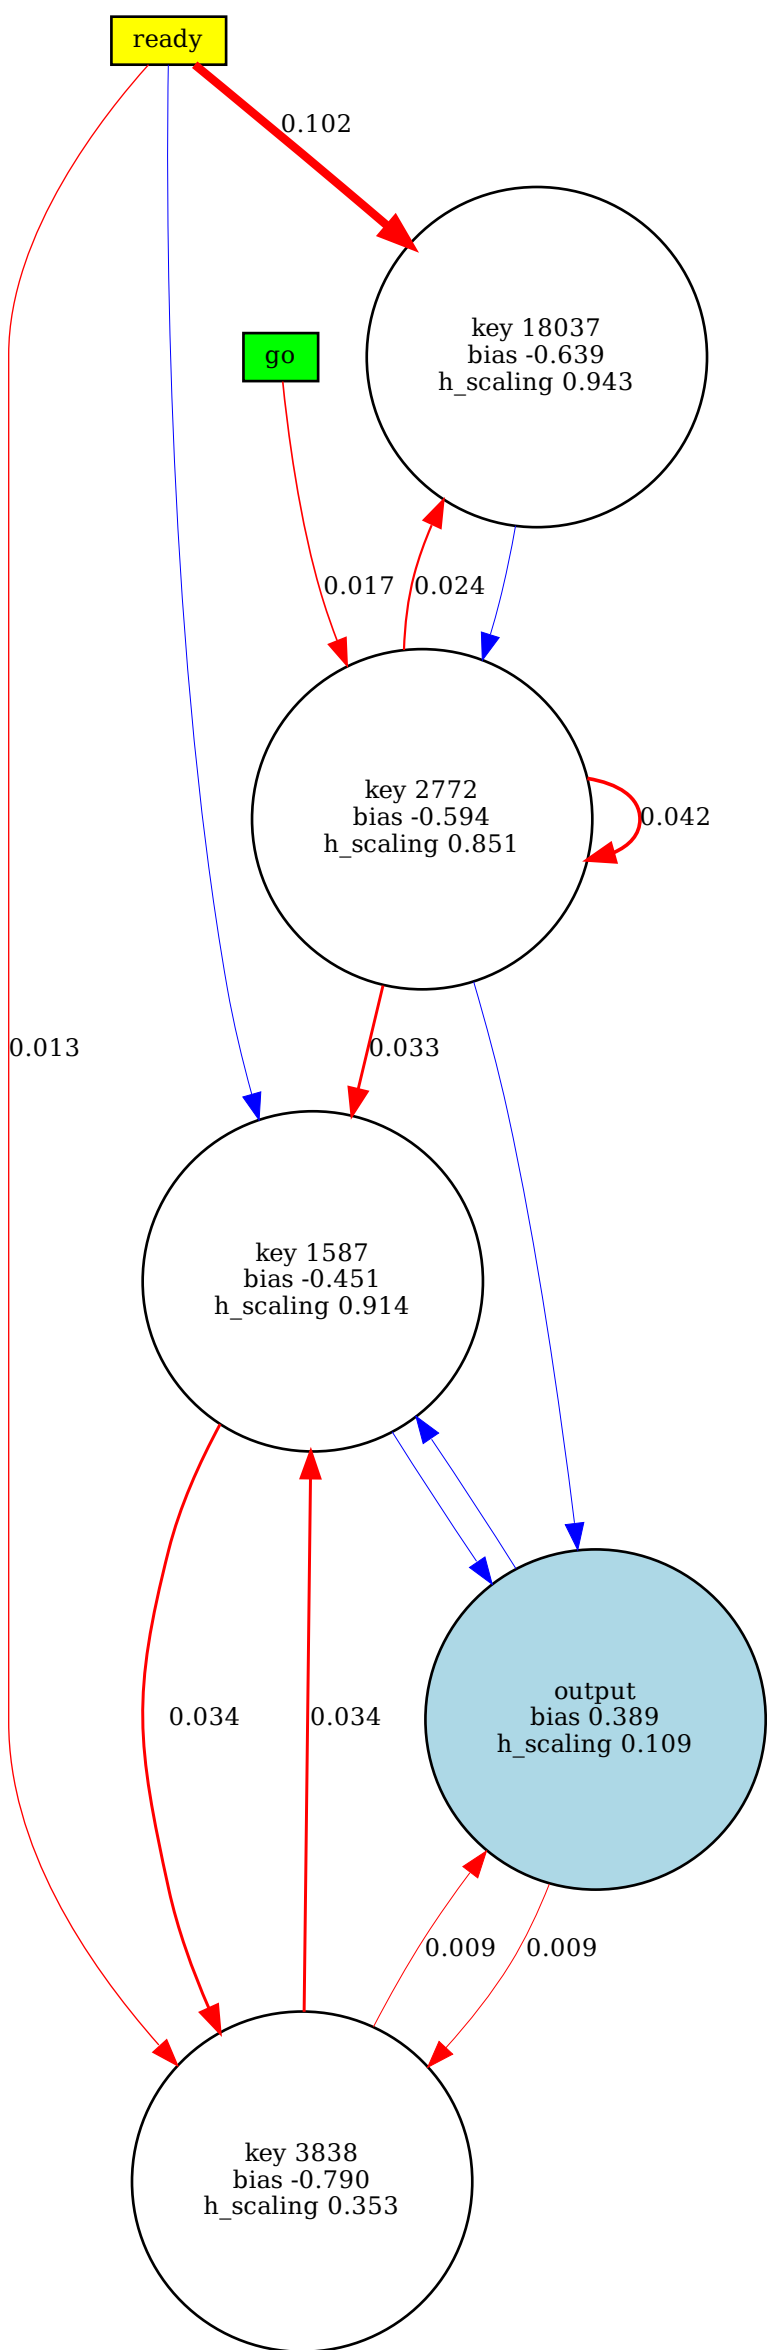 ready
0.102
key 18037
bias -0.639
h_scaling 0.943
go
0.017
0.024
key 2772
bias -0.594
h_scaling 0.851
0.042
0.013
0.033
key 1587
bias -0.451
h_scaling 0.914
0.034
0.034
output
bias 0.389
h_scaling 0.109
0.009
0.009
key 3838
bias -0.790
h_scaling 0.353